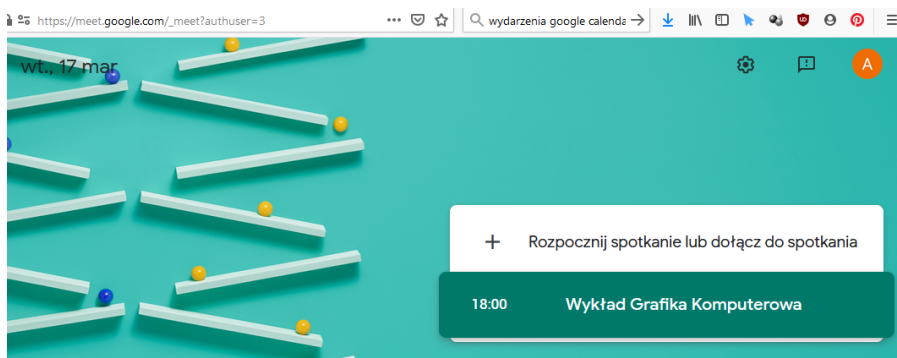 https://meet.google.com/_meet?authuser=3
wydarzenia google calenda
wt., 17 mar
A
Rozpocznij spotkanie lub dołącz do spotkania
18:00 Wykład Grafika Komputerowa